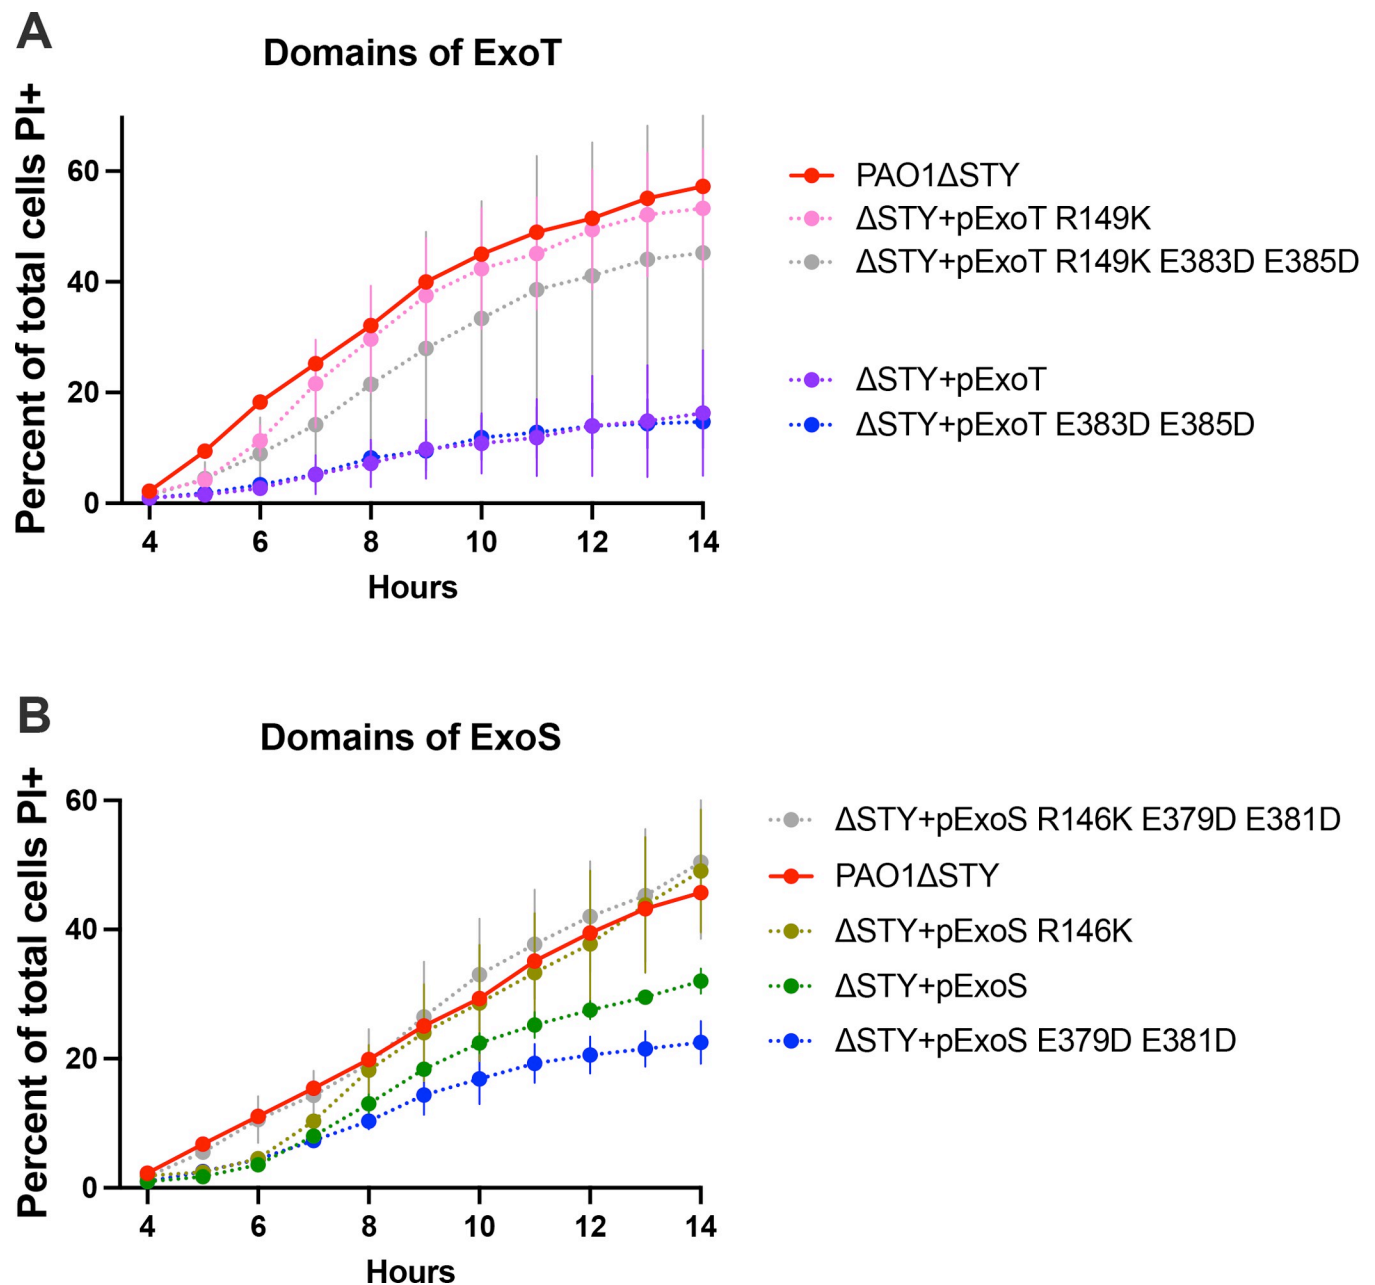 A
Domains of ExoT
Percent of total cells PI+
60
40
20
0
4 6 8 10 12 14
Hours
PAO1ΔSTY
ΔSTY+pExoT R149K
ΔSTY+pExoT R149K E383D E385D
ΔSTY+pExoT
ΔSTY+pExoT E383D E385D
B
Domains of ExoS
Percent of total cells PI+
60
40
20
0
4 6 8 10 12 14
Hours
ΔSTY+pExoS R146K E379D E381D
PAO1ΔSTY
ΔSTY+pExoS R146K
ΔSTY+pExoS
ΔSTY+pExoS E379D E381D